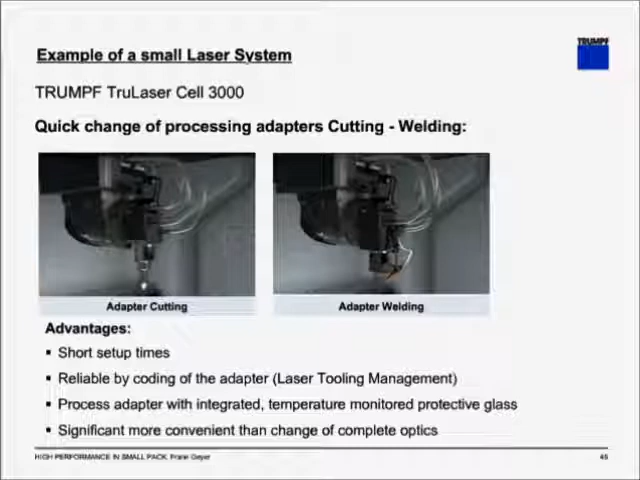 Example of a small Laser System
TRUMPF
TRUMPF TruLaser Cell 3000
Quick change of processing adapters Cutting - Welding:
Adapter Cutting
Adapter Welding
Advantages:
▪ Short setup times
▪ Reliable by coding of the adapter (Laser Tooling Management)
▪ Process adapter with integrated, temperature monitored protective glass
▪ Significant more convenient than change of complete optics
HIGH PERFORMANCE IN SMALL PACK. Frank Geyer
45